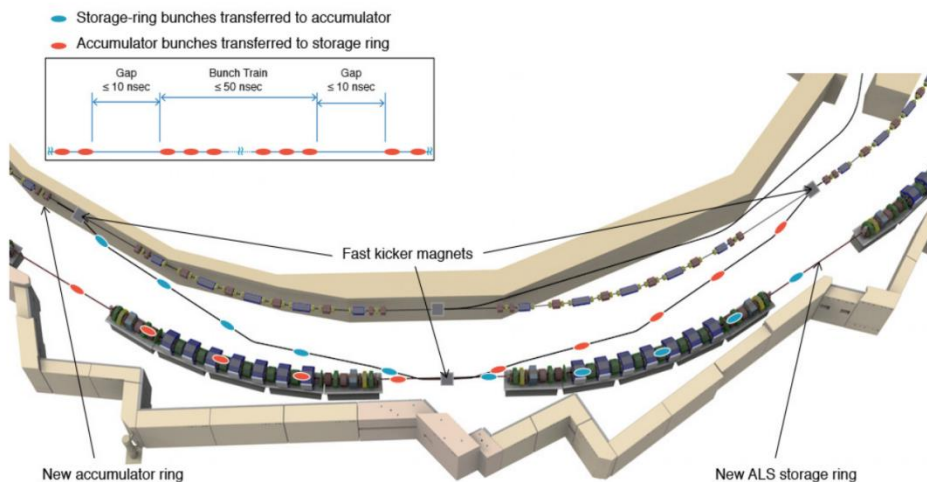 Storage-ring bunches transferred to accumulator
Accumulator bunches transferred to storage ring
Gap
≤ 10 nsec
Bunch Train
≤ 50 nsec
Gap
≤ 10 nsec
Fast kicker magnets
New accumulator ring
New ALS storage ring